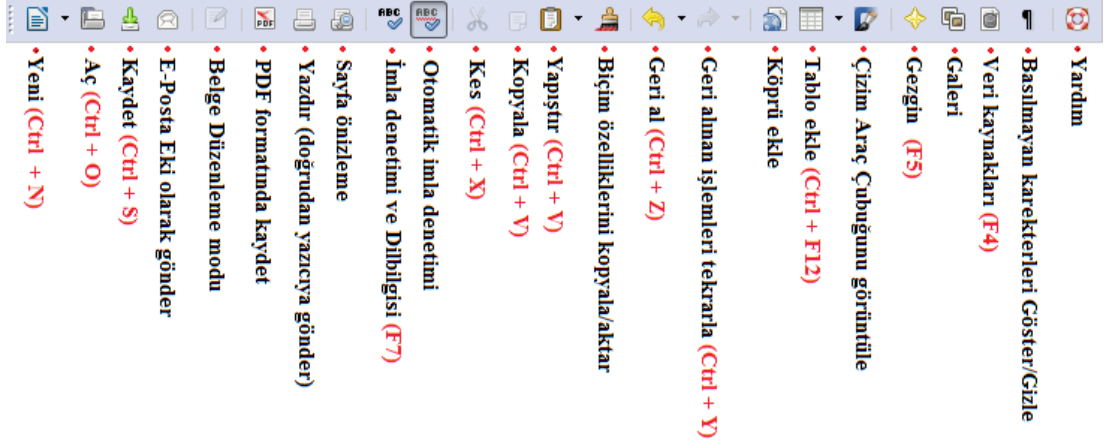 • Yeni (Ctrl + N)
• Aç (Ctrl + O)
• Kaydet (Ctrl + S)
• E-Posta Eki olarak gönder
• Belge Düzenleme modu
• PDF formatında kaydet
• Yazdır (doğrudan yazıcıya gönder)
• Sayfa önizleme
• İmla denetimi ve Dilbilgisi (F7)
• Otomatik imla denetimi
• Kes (Ctrl + X)
• Kopyala (Ctrl + V)
• Yapıştır (Ctrl + V)
• Biçim özelliklerini kopyala/aktar
• Geri al (Ctrl + Z)
• Geri alınan işlemleri tekrarla (Ctrl + Y)
• Köprü ekle
• Tablo ekle (Ctrl + F12)
• Çizim Araç Çubuğunu görüntüle
• Gezgin (F5)
• Galeri
• Veri kaynakları (F4)
• Basılmayan karekterleri Göster/Gizle
• Yardım
PDF
ABC
ABC
¶